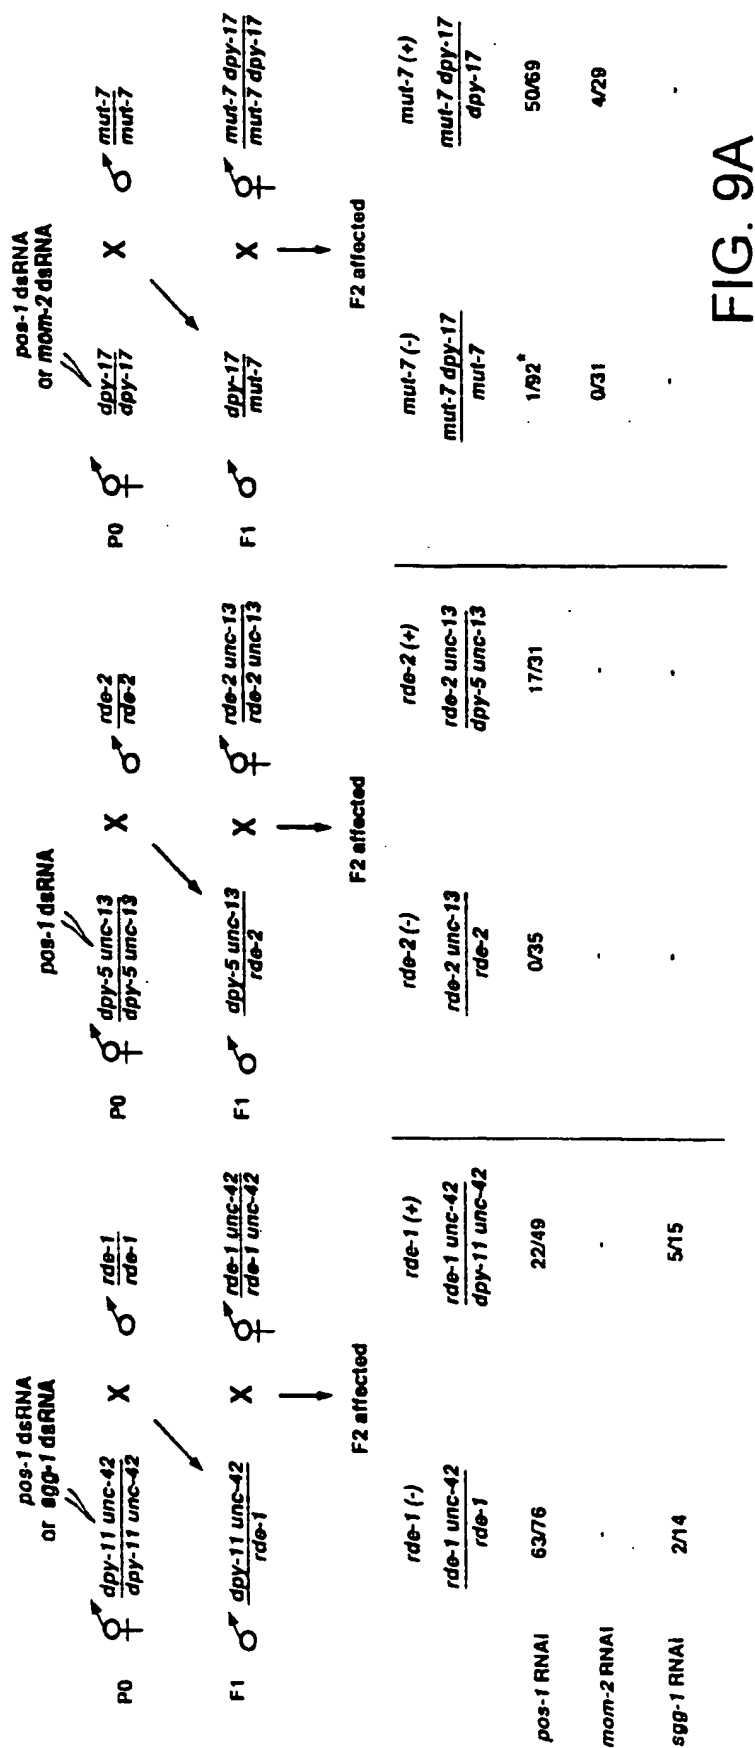 pos-1 dsRNA
or sgg-1 dsRNA
P0 ⚥ dpy-11 unc-42 X ♂ rde-1
dpy-11 unc-42 rde-1
F1 ♂ dpy-11 unc-42 X ⚥ rde-1 unc-42
rde-1 rde-1 unc-42
F2 affected
pos-1 dsRNA
P0 ⚥ dpy-5 unc-13 X ♂ rde-2
dpy-5 unc-13 rde-2
F1 ♂ dpy-5 unc-13 X ⚥ rde-2 unc-13
rde-2 rde-2 unc-13
F2 affected
pos-1 dsRNA
or mom-2 dsRNA
P0 ⚥ dpy-17 X ♂ mut-7
dpy-17 mut-7
F1 ♂ dpy-17 X ⚥ mut-7 dpy-17
mut-7 mut-7 dpy-17
F2 affected
rde-1 (-) rde-1 (+) rde-2 (-) rde-2 (+) mut-7 (-) mut-7 (+)
rde-1 unc-42 rde-1 unc-42 rde-2 unc-13 rde-2 unc-13 mut-7 dpy-17 mut-7 dpy-17
rde-1 dpy-11 unc-42 rde-2 dpy-5 unc-13 mut-7 dpy-17
pos-1 RNAi 63/76 22/49 0/35 17/31 1/92* 50/69
mom-2 RNAi - - - - 0/31 4/29
sgg-1 RNAi 2/14 5/15 - - - -
FIG. 9A